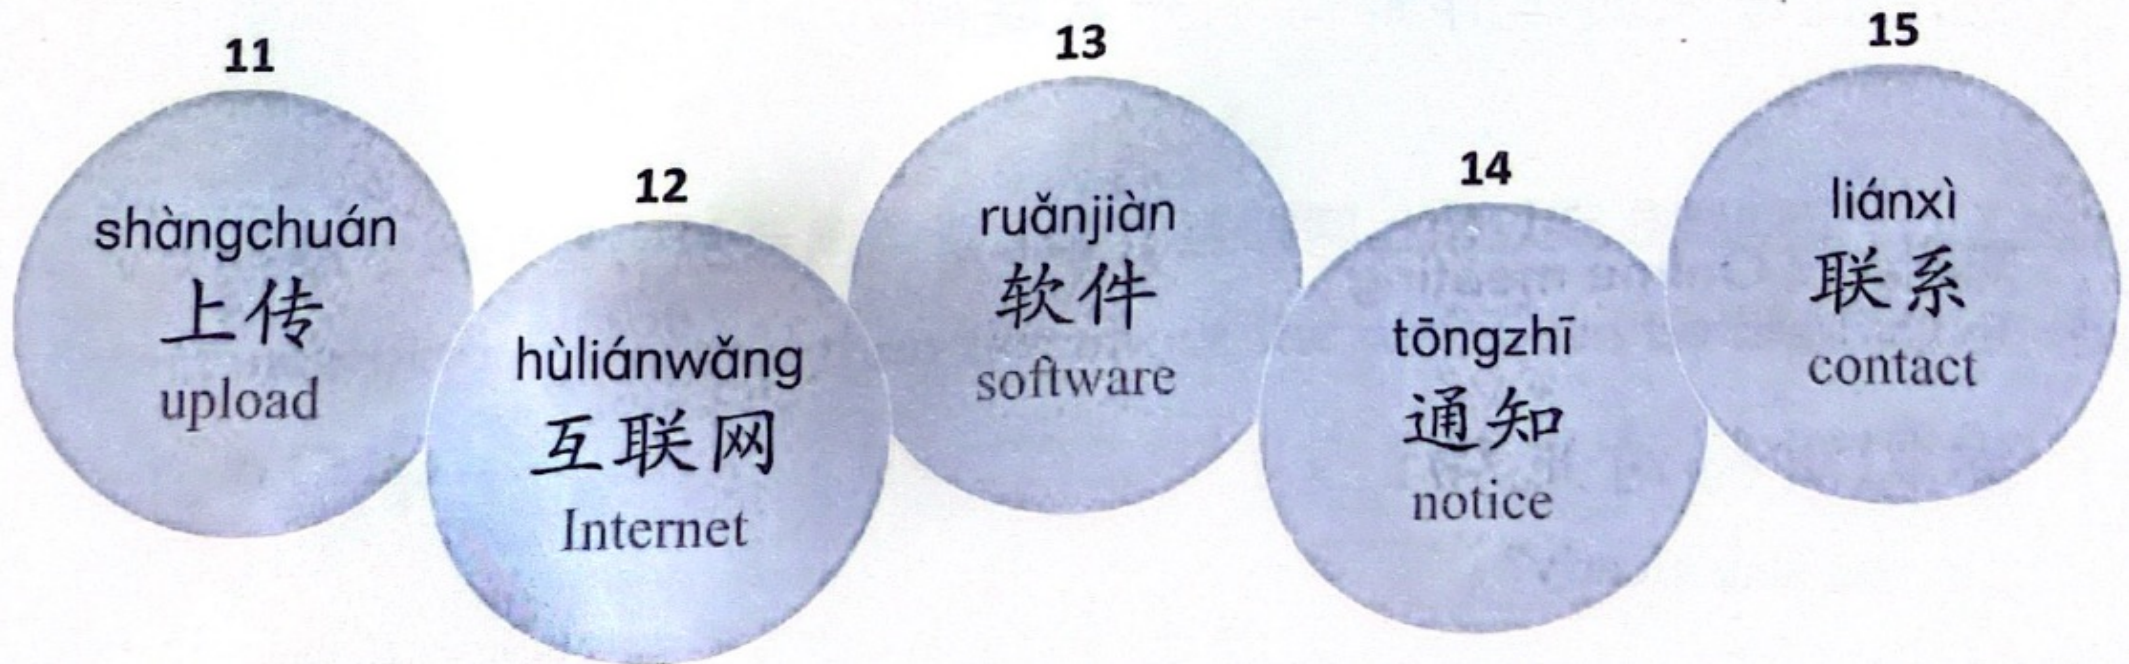 11
shàngchuán
上传
upload
12
hùliánwǎng
互联网
Internet
13
ruǎnjiàn
软件
software
14
tōngzhī
通知
notice
15
liánxì
联系
contact